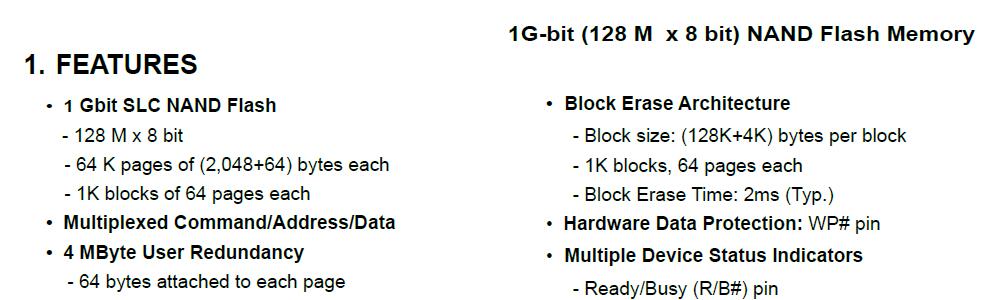 1G-bit (128 M x 8 bit) NAND Flash Memory
1. FEATURES
• 1 Gbit SLC NAND Flash
- 128 M x 8 bit
- 64 K pages of (2,048+64) bytes each
- 1K blocks of 64 pages each
• Multiplexed Command/Address/Data
• 4 MByte User Redundancy
- 64 bytes attached to each page
• Block Erase Architecture
- Block size: (128K+4K) bytes per block
- 1K blocks, 64 pages each
- Block Erase Time: 2ms (Typ.)
• Hardware Data Protection: WP# pin
• Multiple Device Status Indicators
- Ready/Busy (R/B#) pin